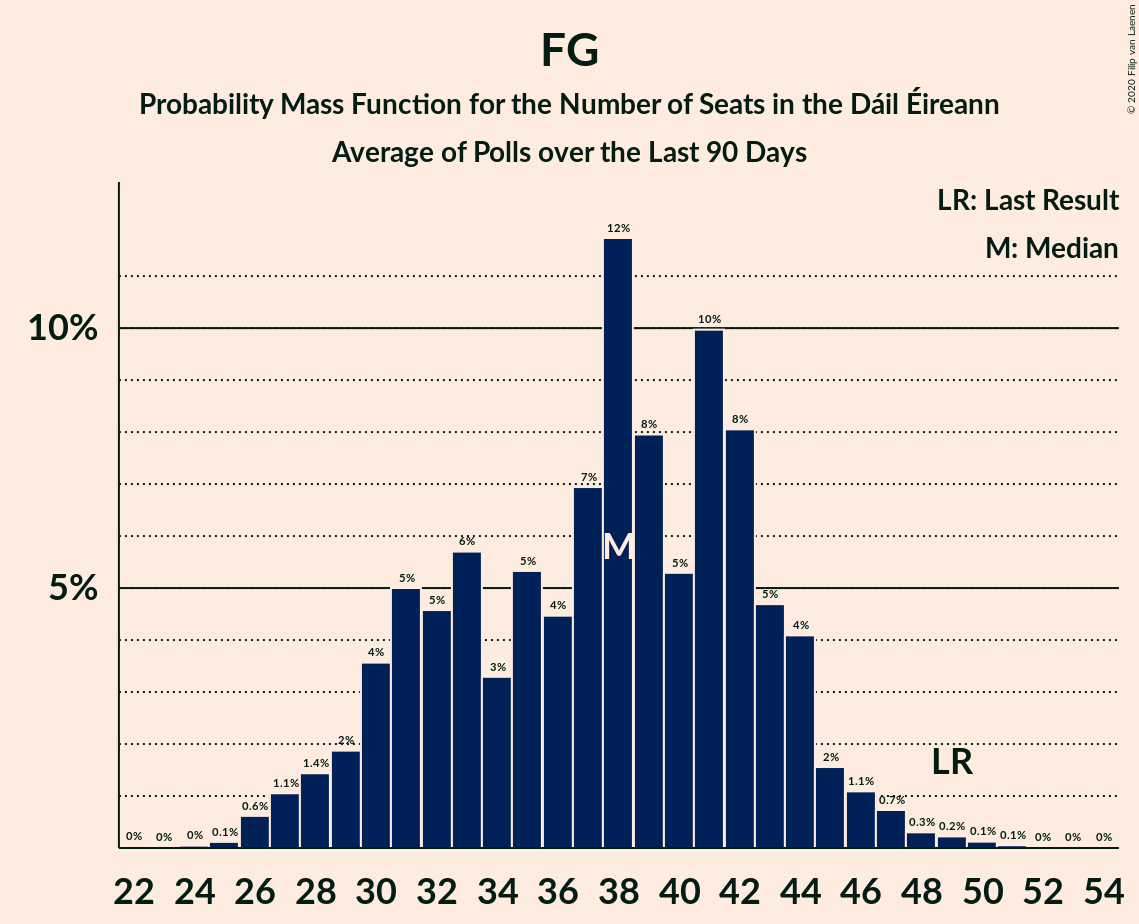 FG
Probability Mass Function for the Number of Seats in the Dáil Éireann
Average of Polls over the Last 90 Days
© 2020 Filip van Laenen
LR: Last Result
M: Median
10%
5%
0% 0% 0% 0.1% 0.6% 1.1% 1.4% 2% 4% 5% 5% 6% 3% 5% 4% 7% 12% 8% 5% 10% 8% 5% 4% 2% 1.1% 0.7% 0.3% 0.2% 0.1% 0.1% 0% 0% 0%
M
LR
22 24 26 28 30 32 34 36 38 40 42 44 46 48 50 52 54